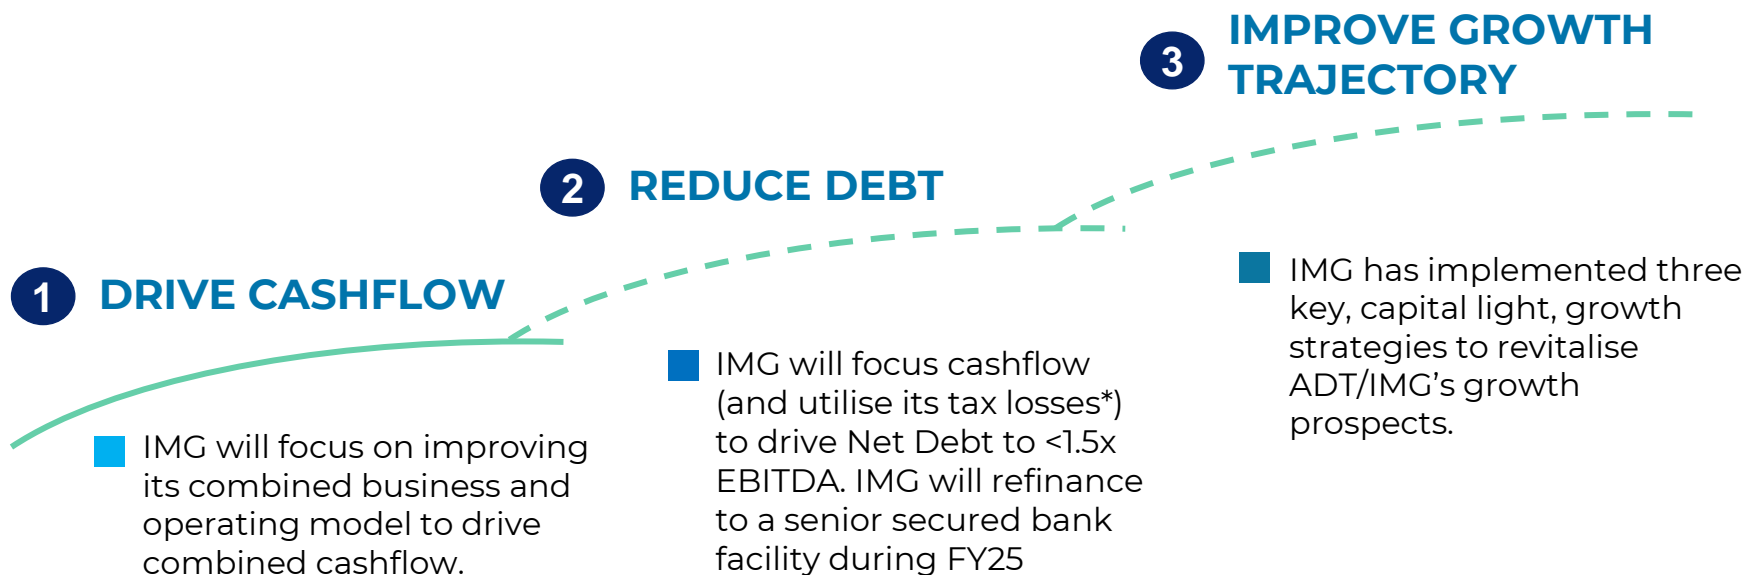 1
DRIVE CASHFLOW
IMG will focus on improving
its combined business and
operating model to drive
combined cashflow.
2
REDUCE DEBT
IMG will focus cashflow
(and utilise its tax losses*)
to drive Net Debt to <1.5x
EBITDA. IMG will refinance
to a senior secured bank
facility during FY25
3
IMPROVE GROWTH
TRAJECTORY
IMG has implemented three
key, capital light, growth
strategies to revitalise
ADT/IMG’s growth
prospects.